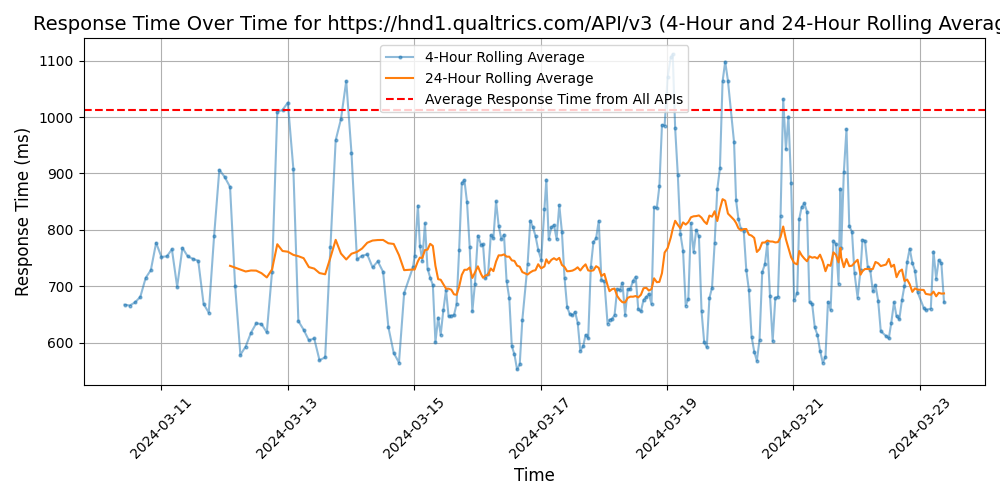 Response Time Over Time for https://hnd1.qualtrics.com/API/v3 (4-Hour and 24-Hour Rolling Averag
4-Hour Rolling Average
24-Hour Rolling Average
Average Response Time from All APIs
Response Time (ms)
1100
1000
900
800
700
600
2024-03-11
2024-03-13
2024-03-15
2024-03-17
2024-03-19
2024-03-21
2024-03-23
Time